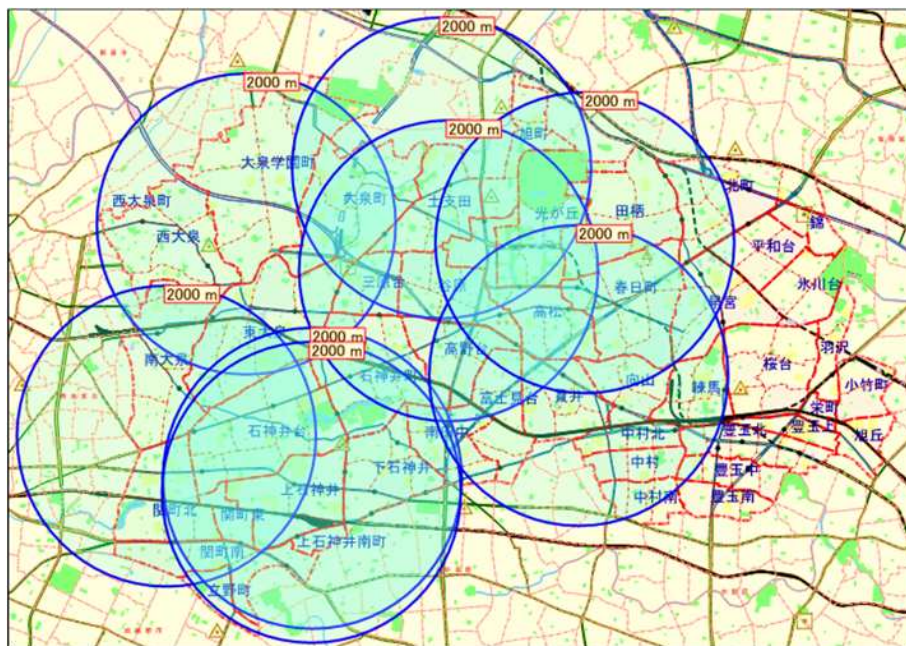 2000 m
2000 m
2000 m
2000 m
旭町
大泉学園町
大泉町
土支田
北町
西大泉町
光が丘
田柄
錦
西大泉
2000 m
平和台
三原台
谷原
春日町
氷川台
2000 m
早宮
高松
東大泉
2000 m
2000 m
南大泉
高野台
羽沢
桜台
石神井町
向山
練馬
小竹町
富士見台
貫井
栄町
石神井台
南田中
中村北
豊玉北
豊玉上
旭丘
下石神井
中村
豊玉中
上石神井
中村南
豊玉南
関町北
関町東
上石神井南町
関町南
立野町